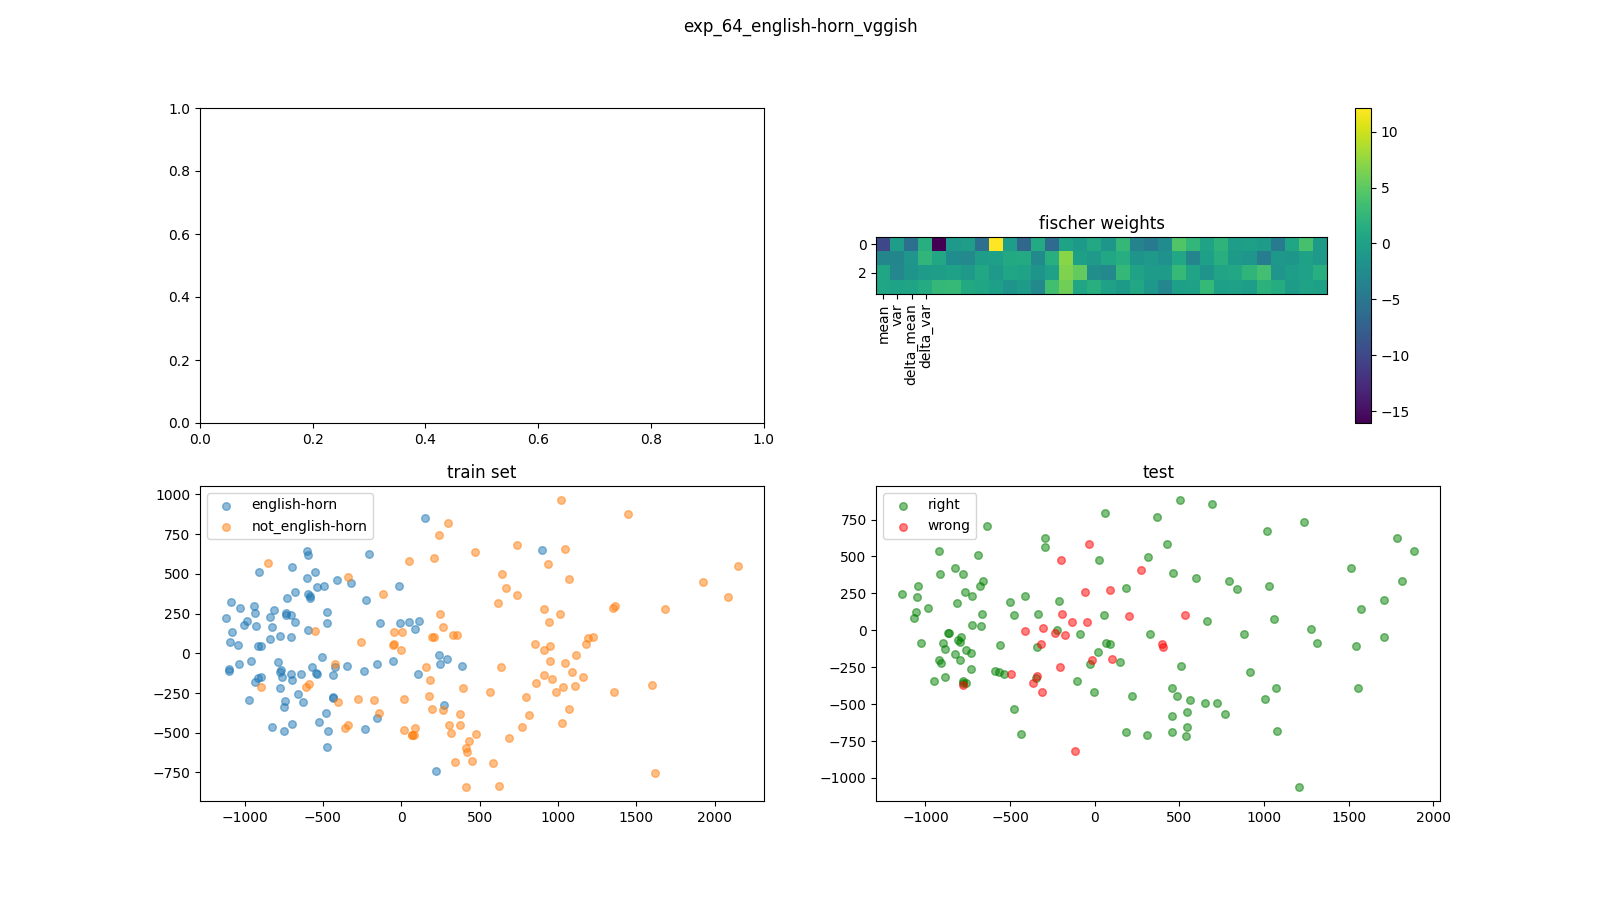 exp_64_english-horn_vggish
1.0
0.8
0.6
0.4
0.2
0.0
0.0 0.2 0.4 0.6 0.8 1.0
fischer weights
0
2
mean
var
delta_mean
delta_var
10
5
0
−5
−10
−15
train set
english-horn
not_english-horn
1000
750
500
250
0
−250
−500
−750
−1000 −500 0 500 1000 1500 2000
test
right
wrong
750
500
250
0
−250
−500
−750
−1000
−1000 −500 0 500 1000 1500 2000